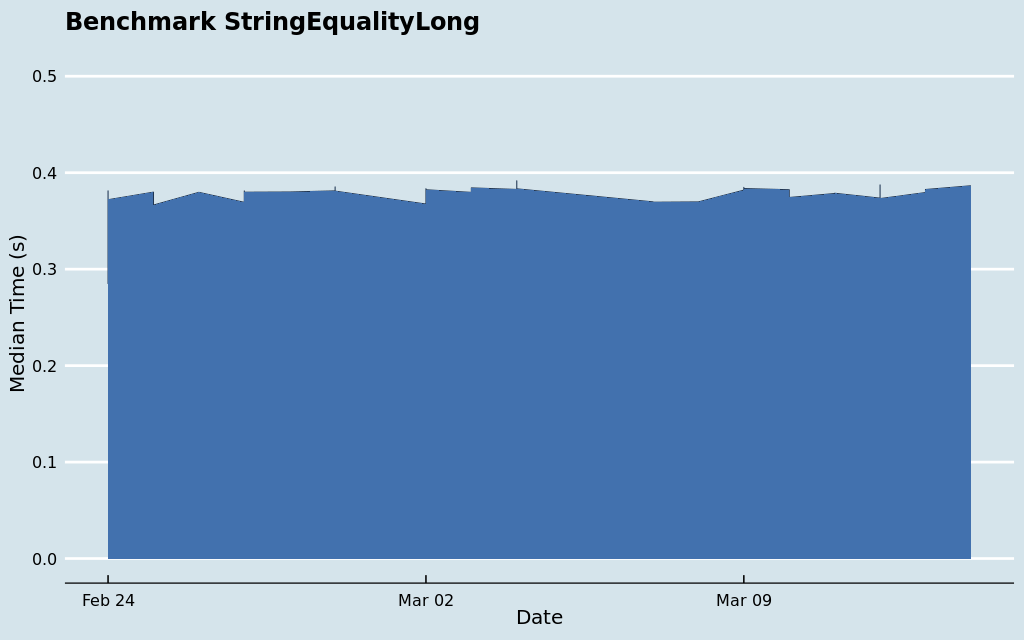 Benchmark StringEqualityLong
Median Time (s)
0.5
0.4
0.3
0.2
0.1
0.0
Feb 24
Mar 02
Mar 09
Date